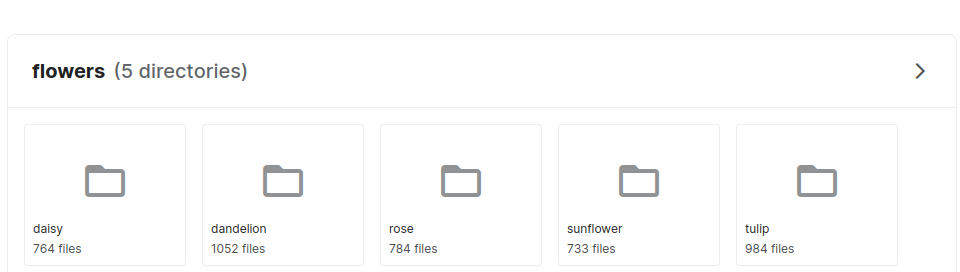 flowers (5 directories)
daisy
764 files
dandelion
1052 files
rose
784 files
sunflower
733 files
tulip
984 files